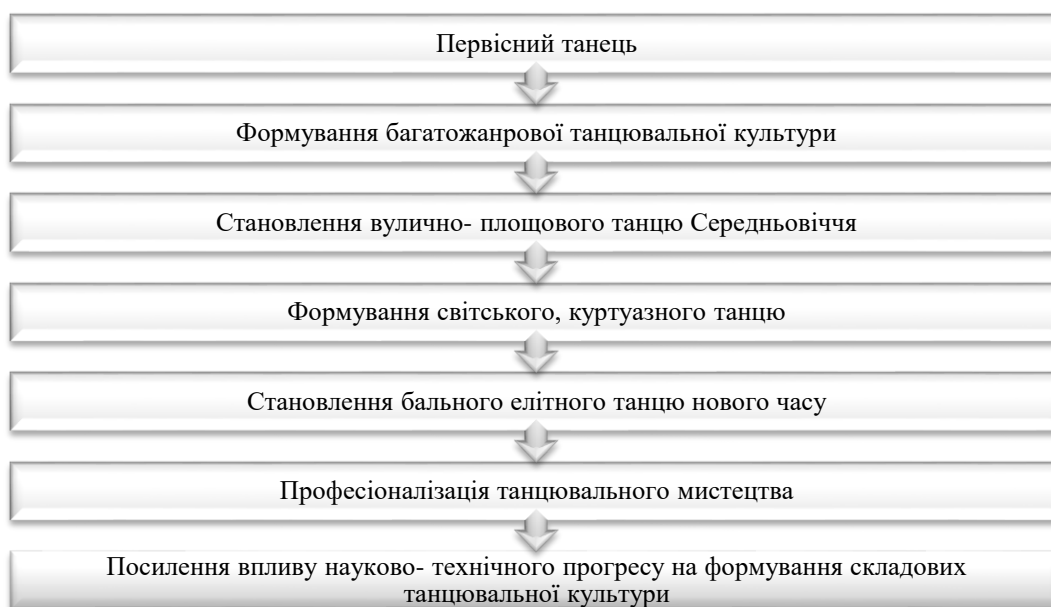 Первісний танець
Формування багатожанрової танцювальної культури
Становлення вулично- площового танцю Середньовіччя
Формування світського, куртуазного танцю
Становлення бального елітного танцю нового часу
Професіоналізація танцювального мистецтва
Посилення впливу науково- технічного прогресу на формування складових
танцювальної культури